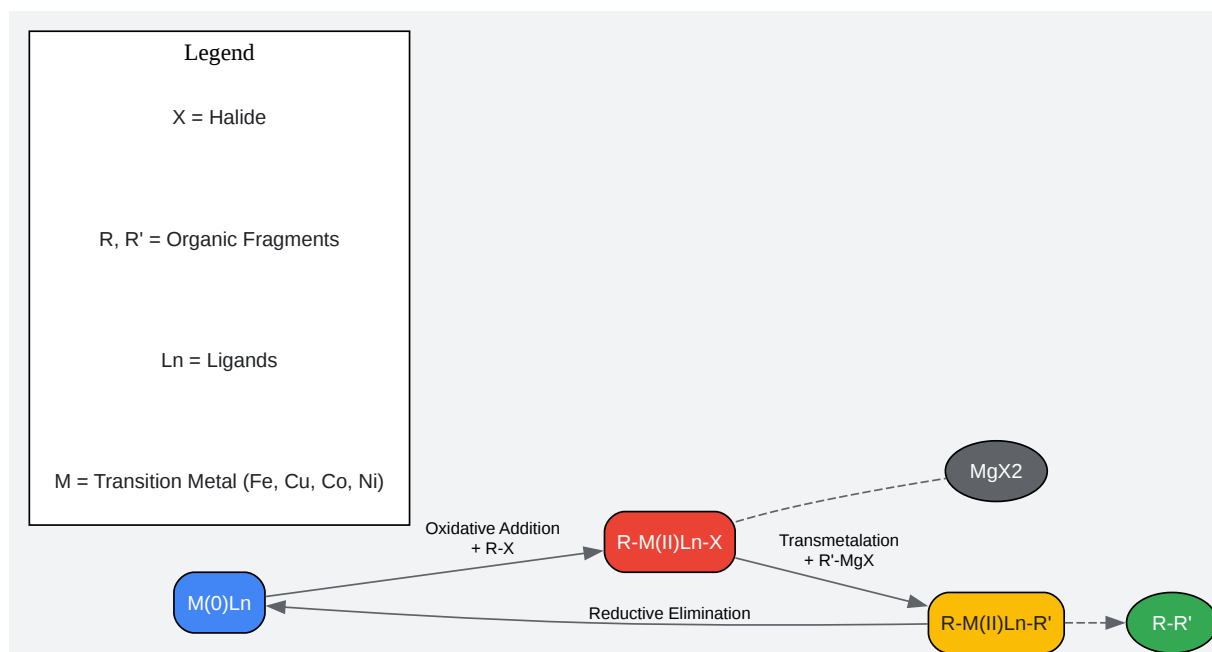 Legend
X = Halide
R, R' = Organic Fragments
Ln = Ligands
M = Transition Metal (Fe, Cu, Co, Ni)
MgX2
Oxidative Addition
+ R-X
R-M(II)Ln-X
Transmetalation
+ R'-MgX
M(0)Ln
Reductive Elimination
R-M(II)Ln-R'
R-R'